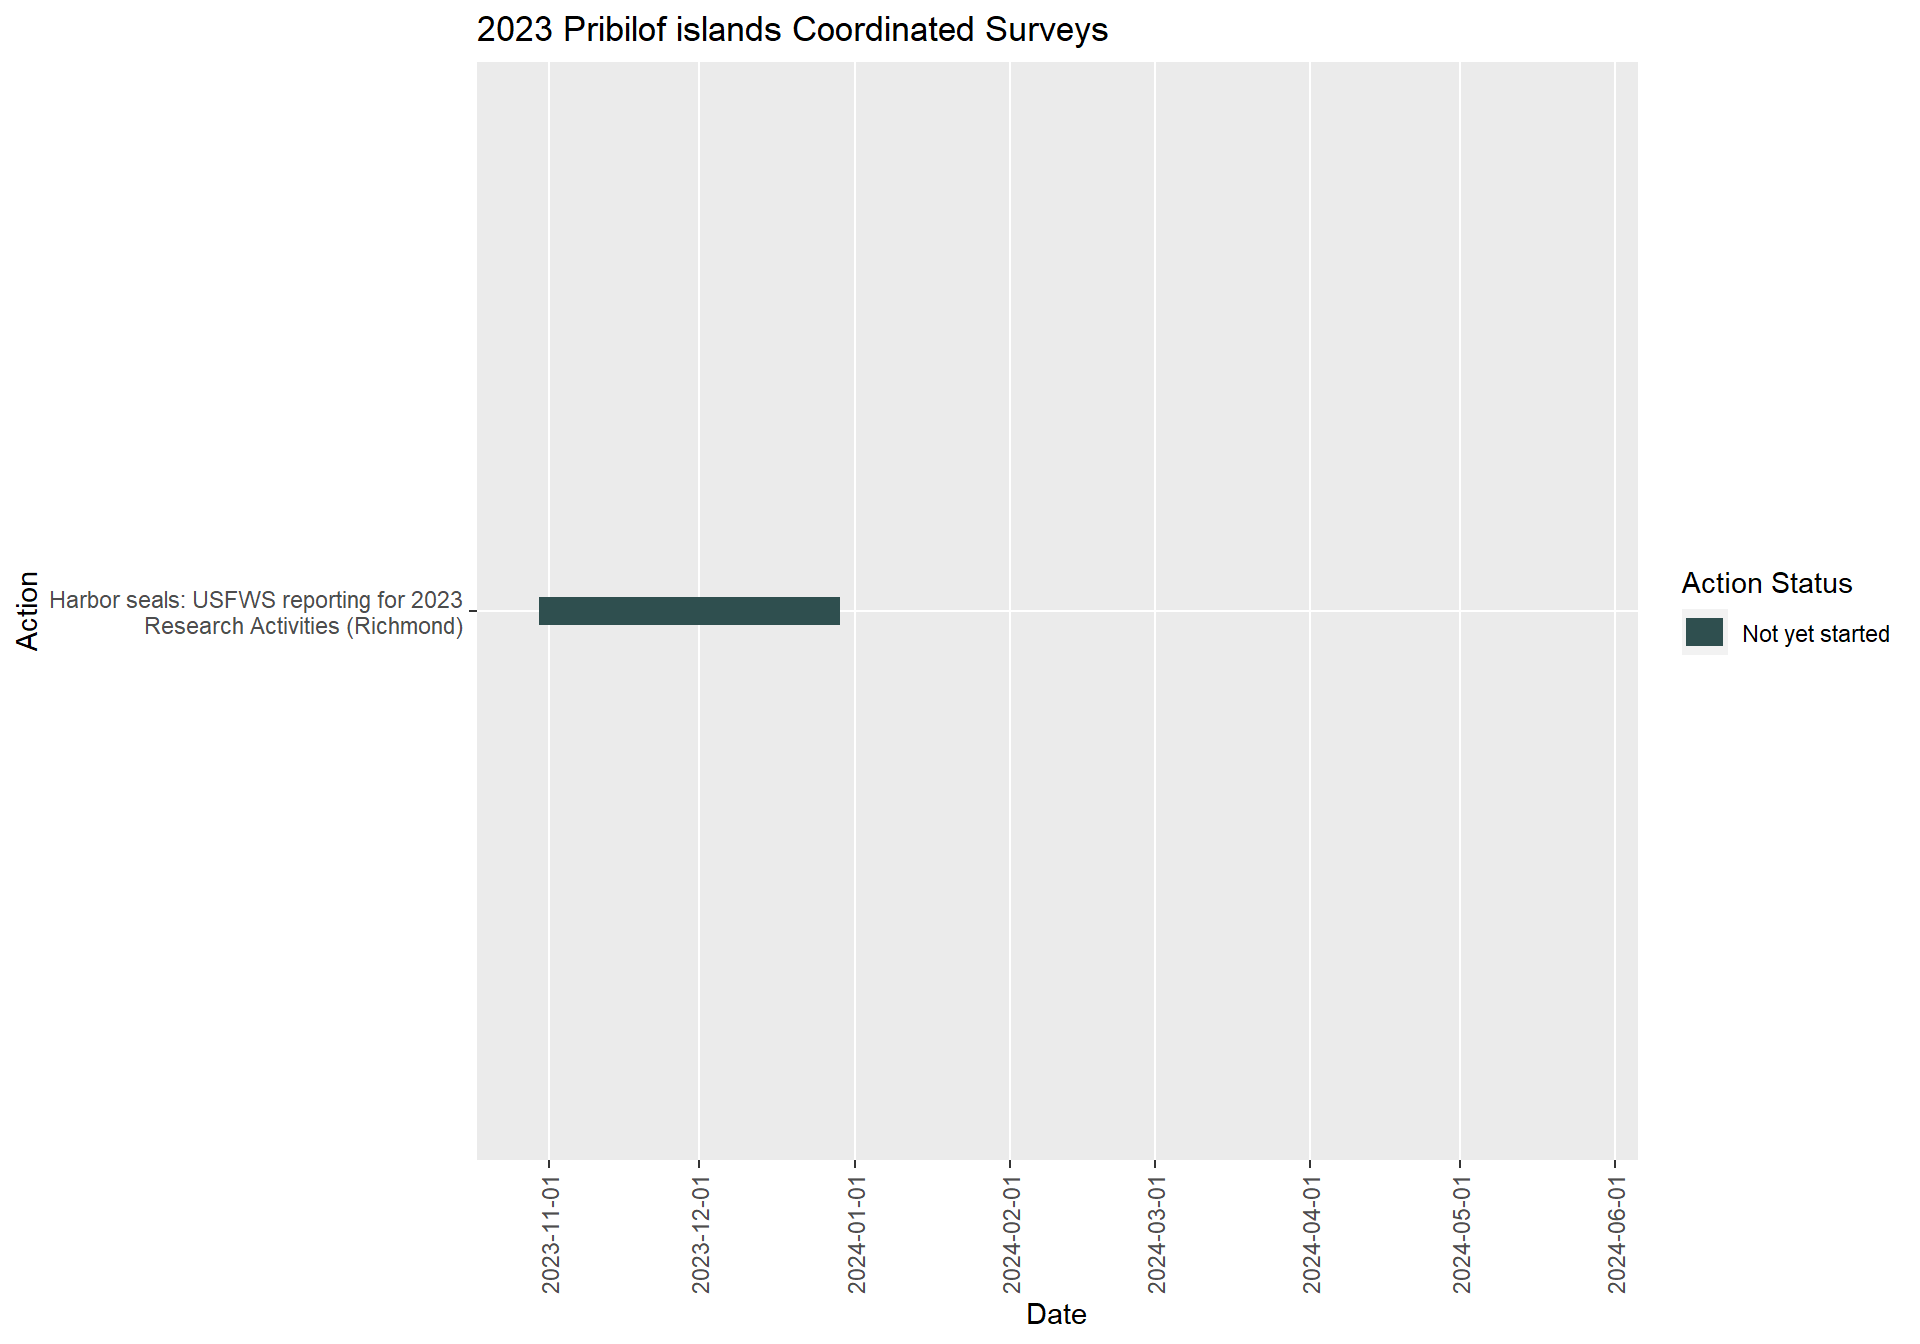 2023 Pribilof islands Coordinated Surveys
Action
Harbor seals: USFWS reporting for 2023
Research Activities (Richmond)
Action Status
Not yet started
2023-11-01
2023-12-01
2024-01-01
2024-02-01
2024-03-01
2024-04-01
2024-05-01
2024-06-01
Date